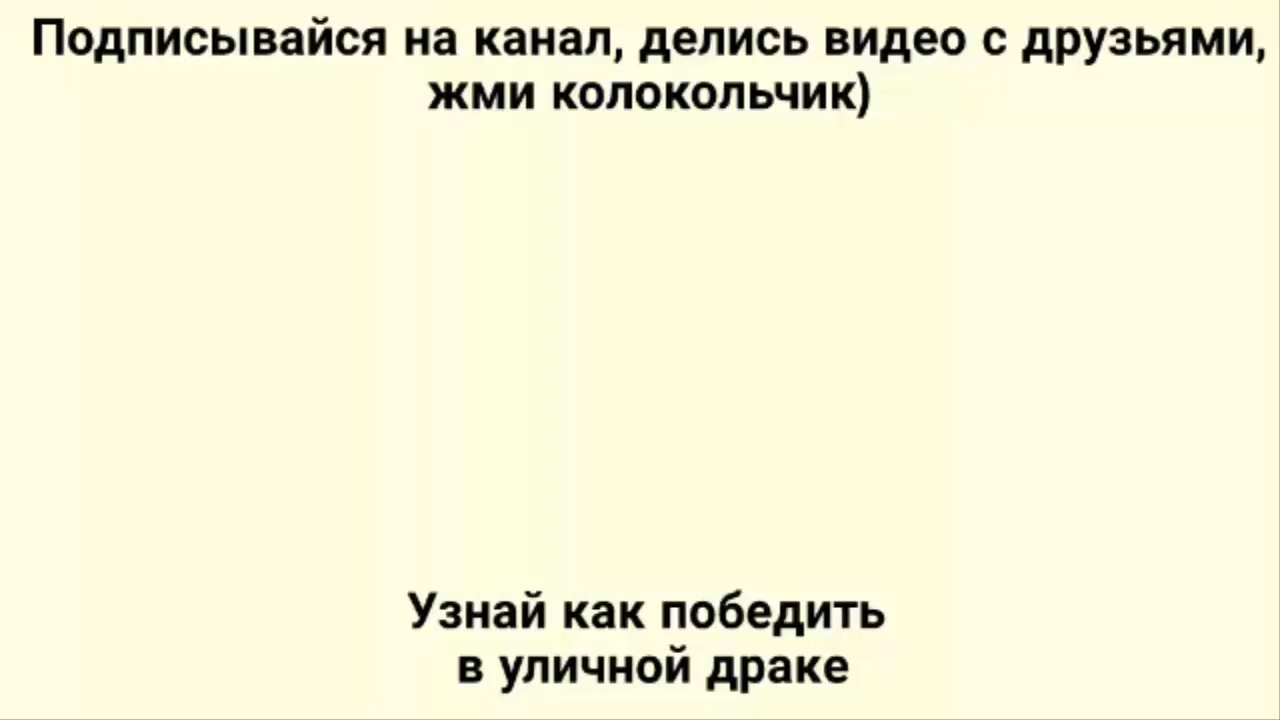 Подписывайся на канал, делись видео с друзьями,
жми колокольчик)
Узнай как победить
в уличной драке